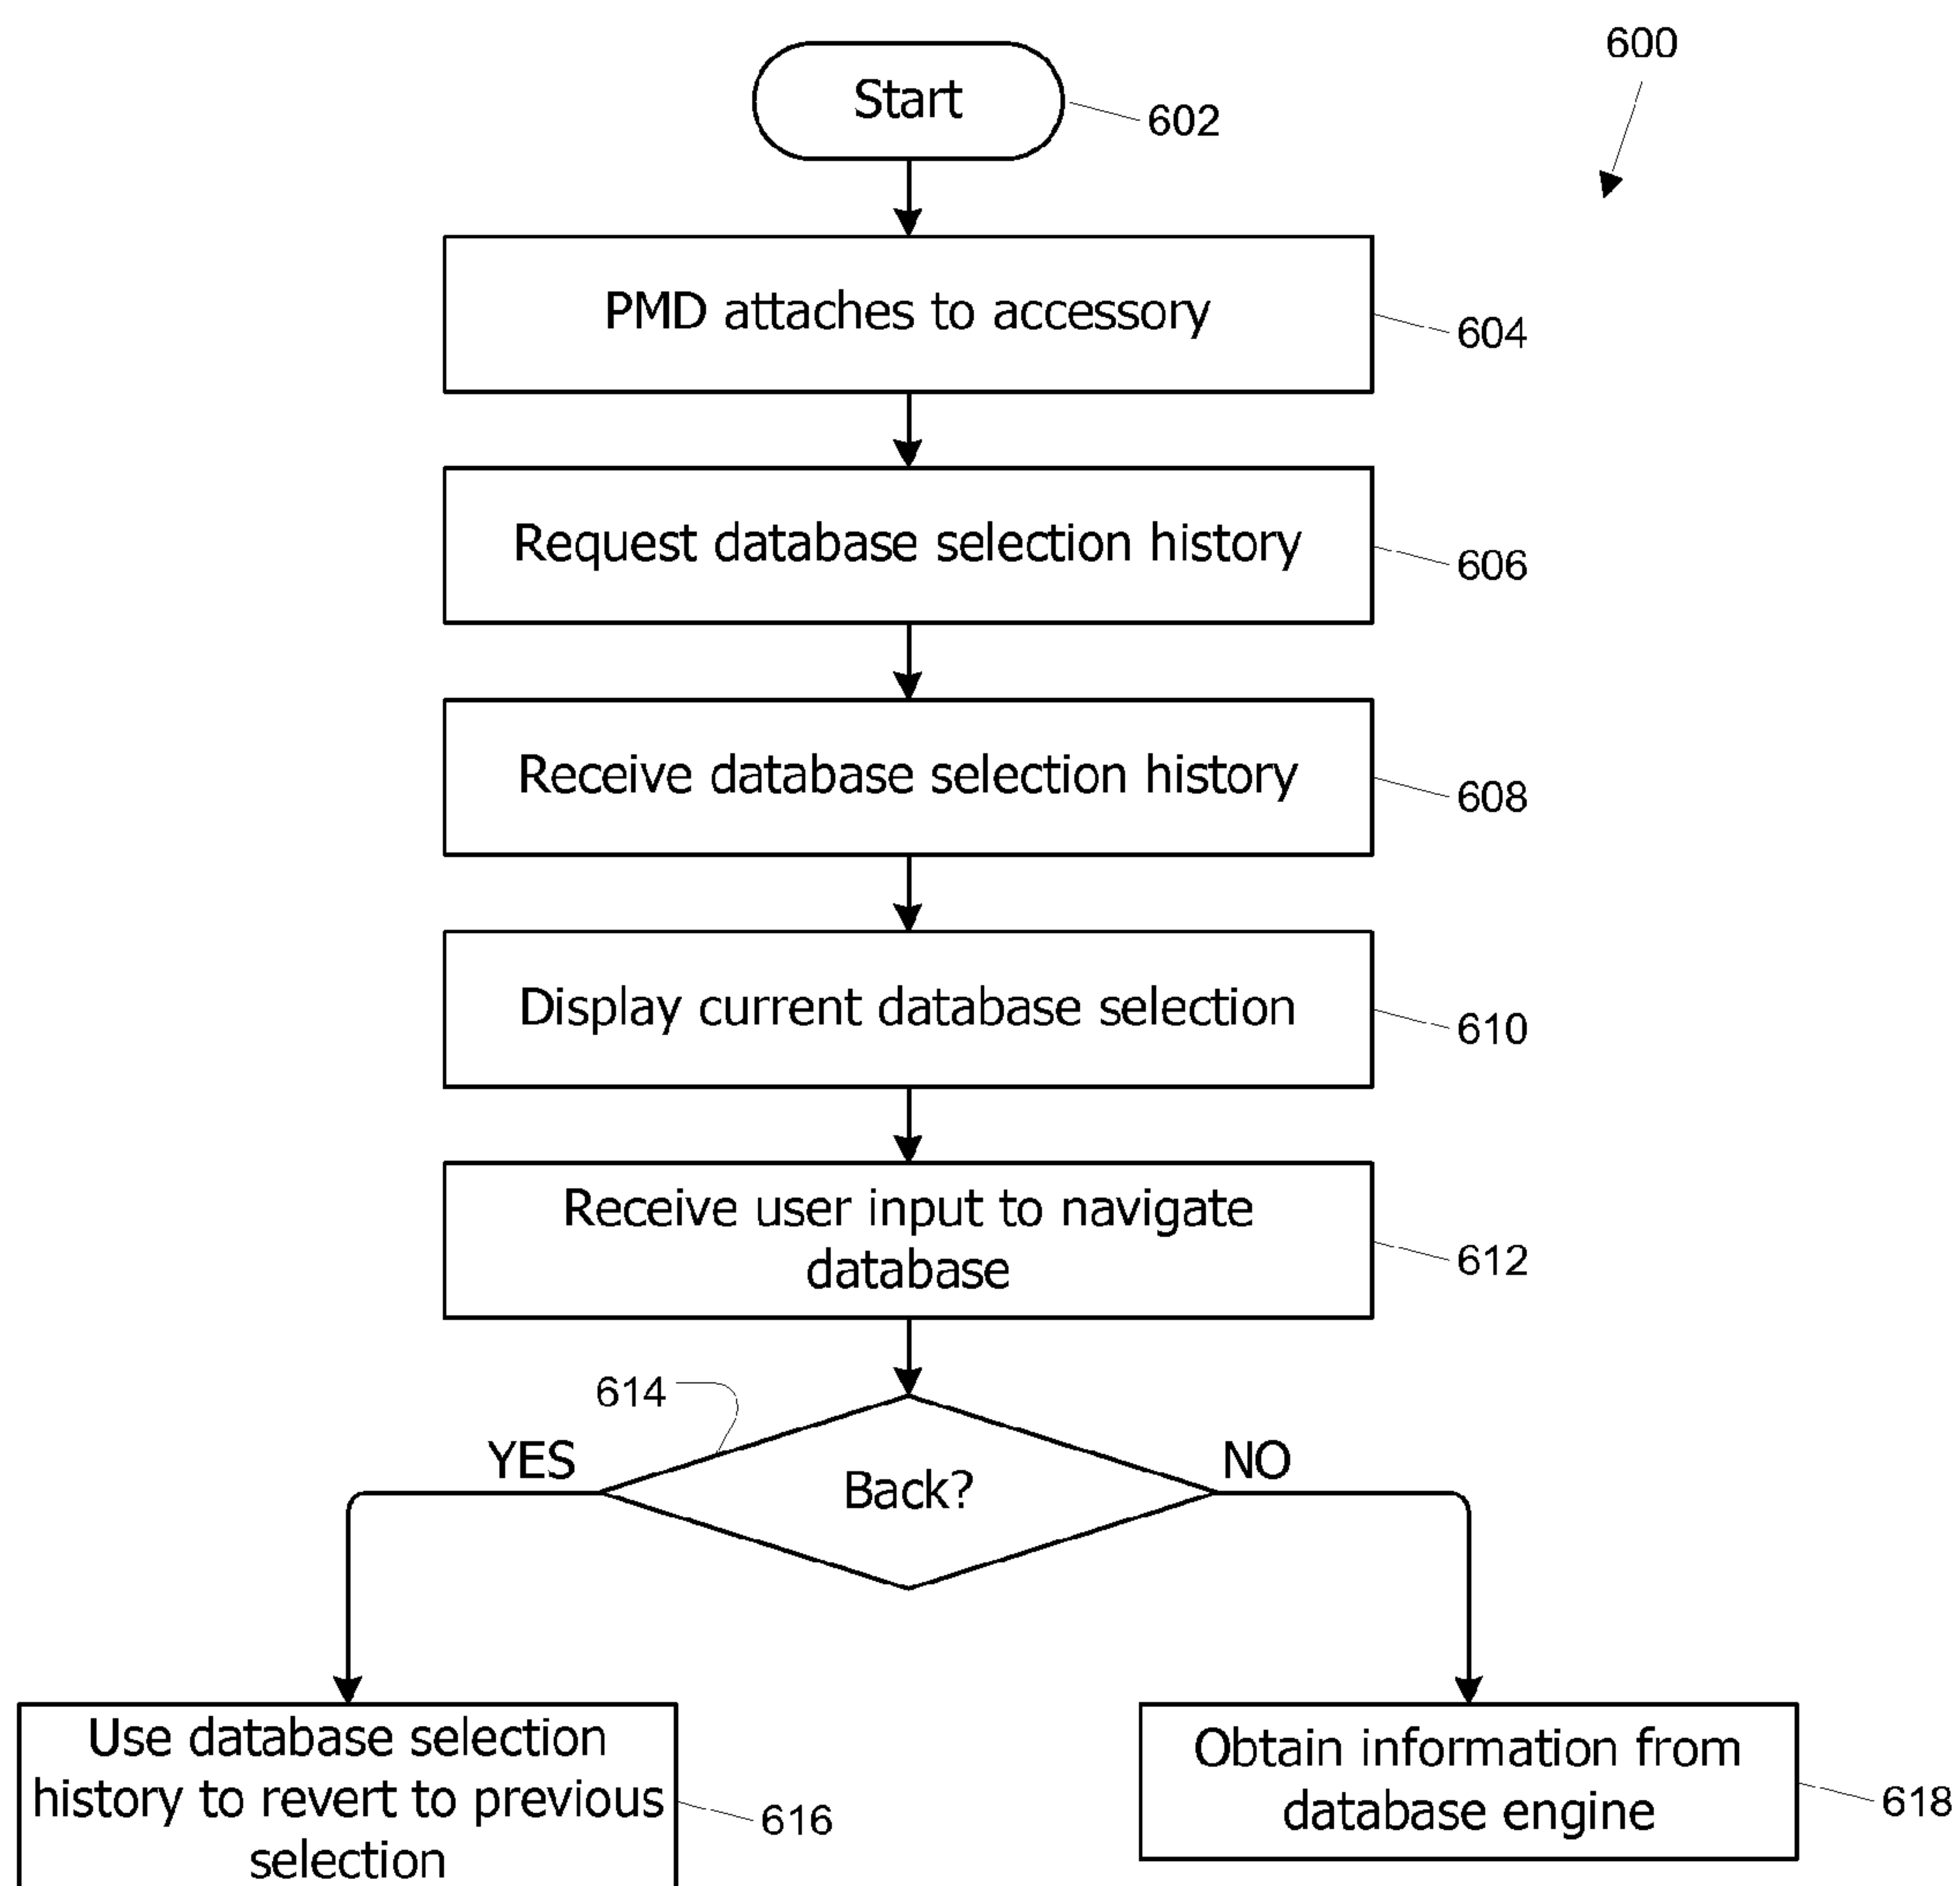 600
Start
602
PMD attaches to accessory
604
Request database selection history
606
Receive database selection history
608
Display current database selection
610
Receive user input to navigate
database
612
614
YES
Back?
NO
Use database selection
history to revert to previous
selection
616
Obtain information from
database engine
618